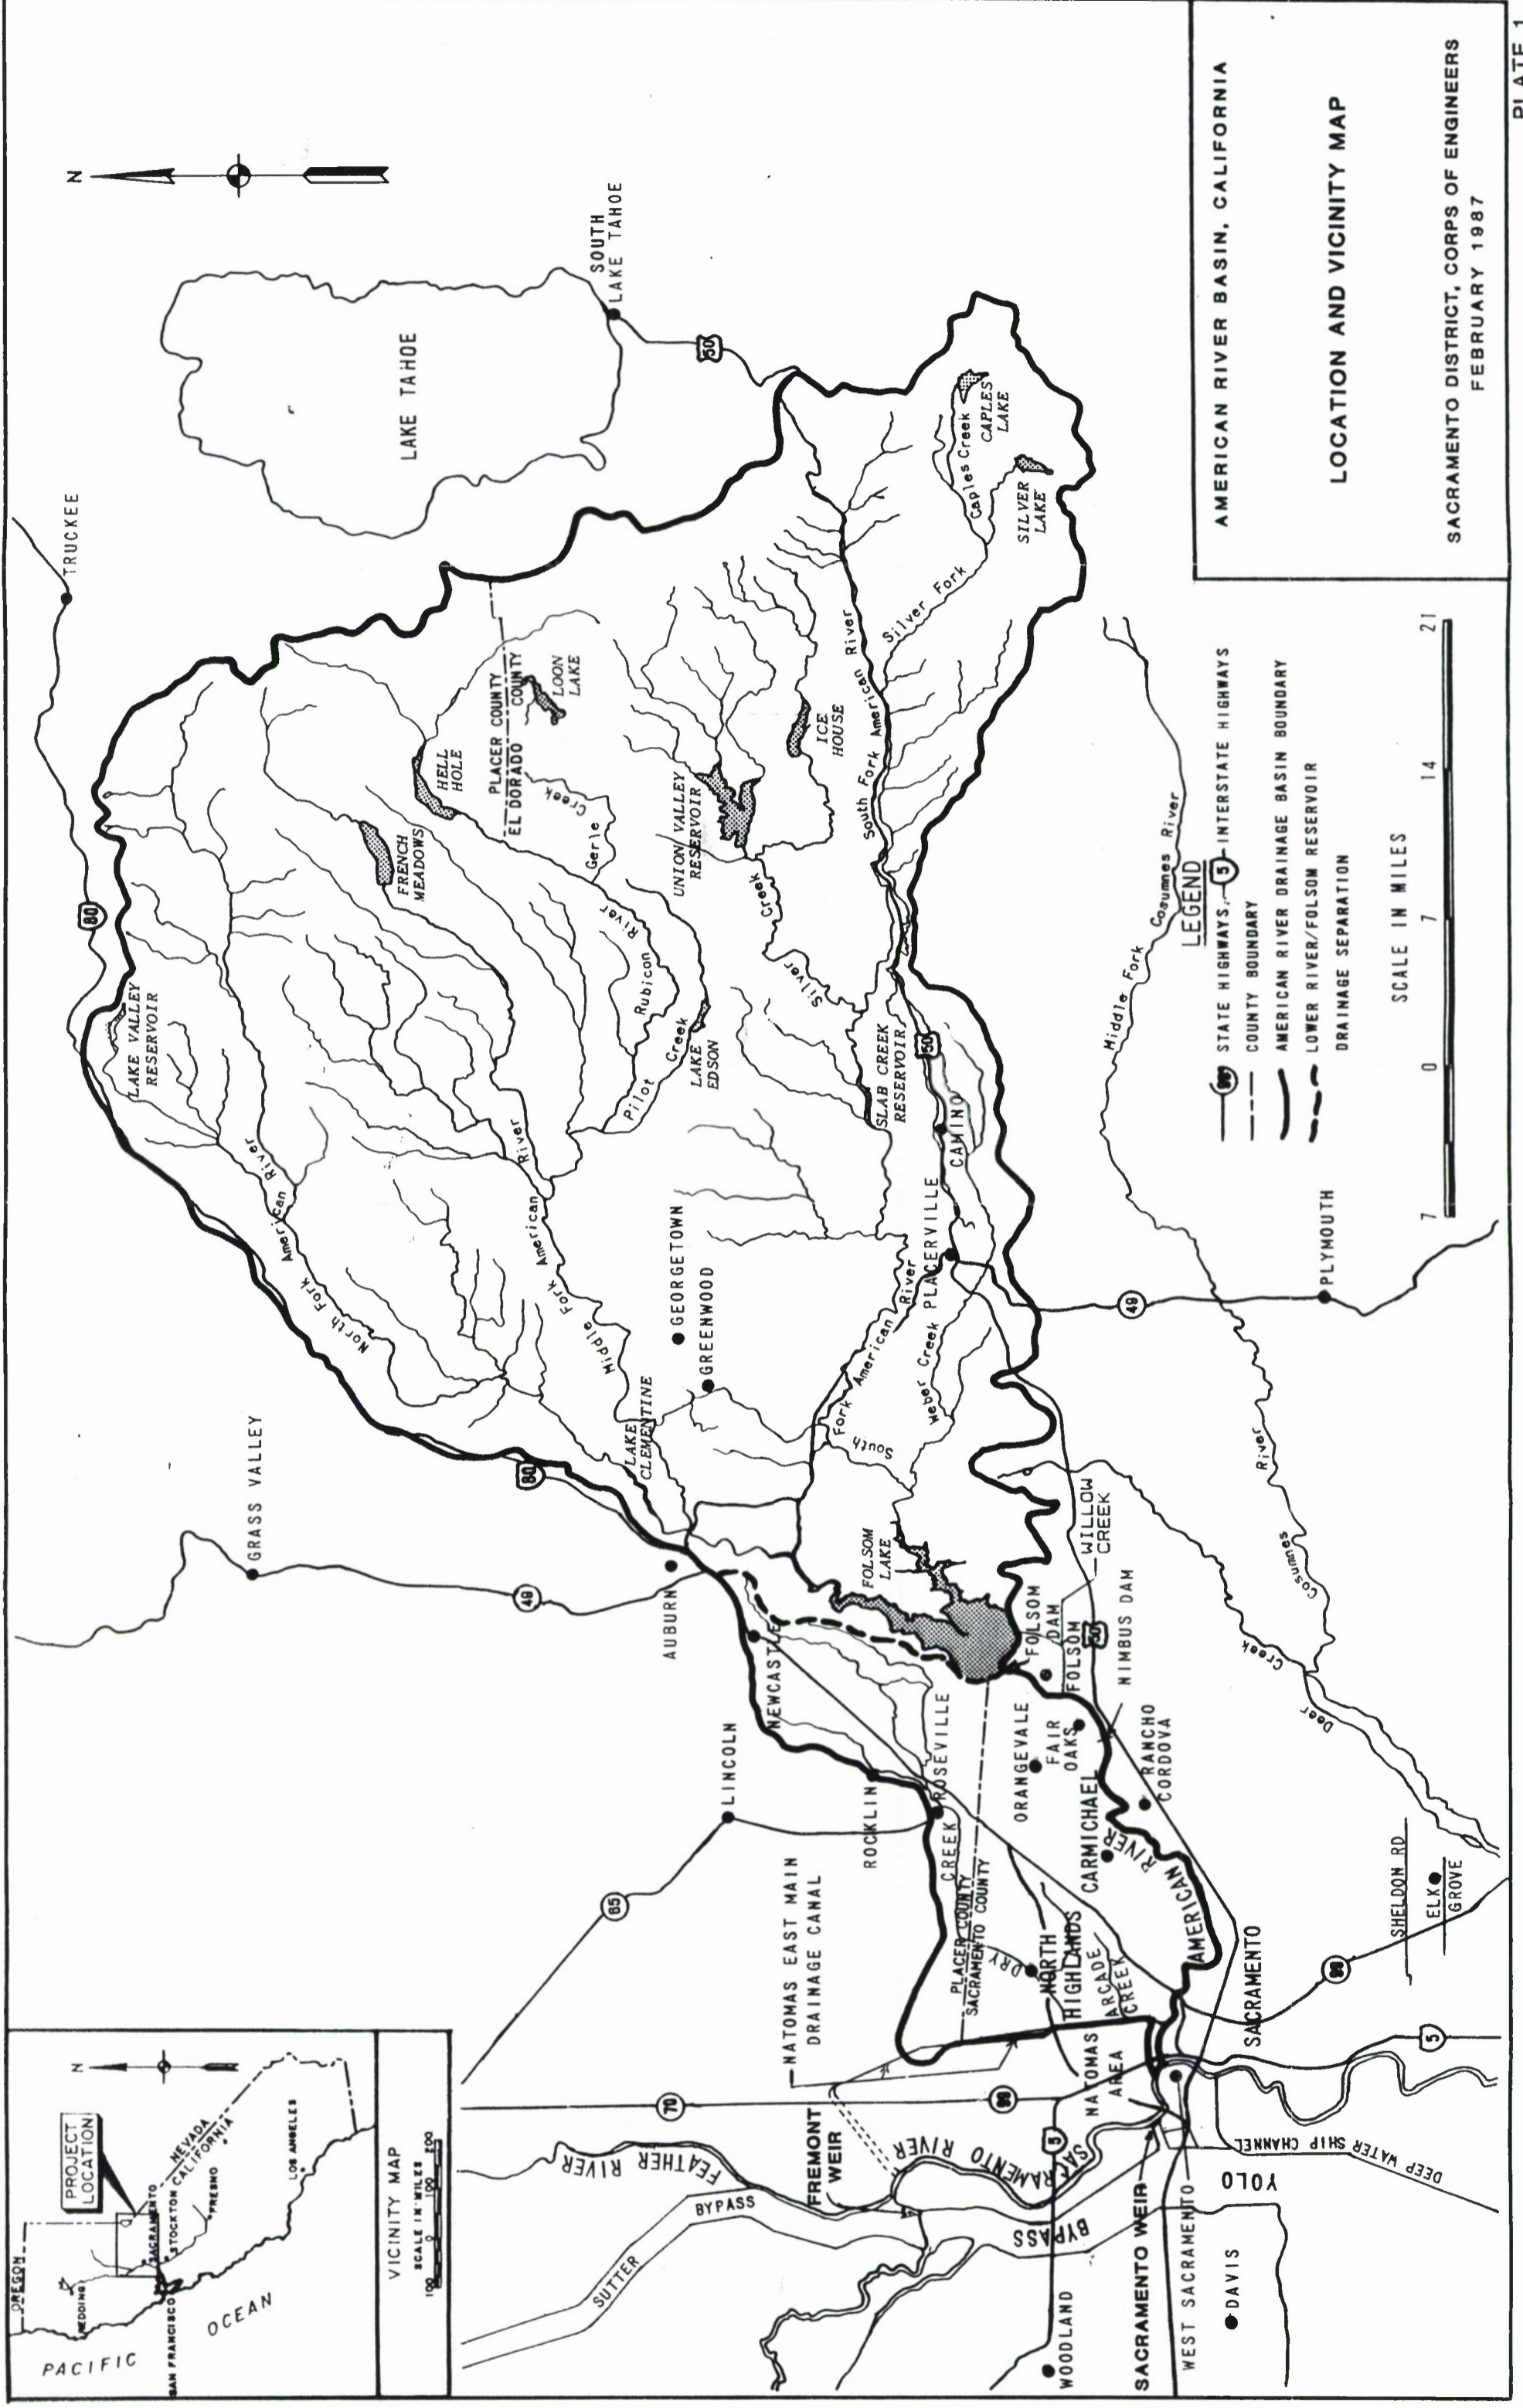 PACIFIC
OCEAN
OREGON
REDDING
SAN FRANCISCO
SACRAMENTO
STOCKTON
FRESNO
NEVADA
CALIFORNIA
LOS ANGELES
PROJECT
LOCATION
N
VICINITY MAP
SCALE IN MILES
100 0 100 200
N
TRUCKEE
LAKE TAHOE
SOUTH
LAKE TAHOE
50
80
GRASS VALLEY
49
80
LAKE VALLEY
RESERVOIR
North Fork American River
FRENCH
MEADOWS
HELL
HOLE
PLACER COUNTY
EL DORADO COUNTY
LOON
LAKE
Gerle Creek
Rubicon River
Pilot Creek
LAKE
EDSON
Middle Fork American River
UNION VALLEY
RESERVOIR
ICE
HOUSE
Silver Creek
SLAB CREEK
RESERVOIR
South Fork American River
Silver Fork
Caples Creek
CAPLES
LAKE
SILVER
LAKE
50
CAMINO
PLACERVILLE
GEORGETOWN
GREENWOOD
LAKE
CLEMENTINE
South Fork American River
Weber Creek
49
PLYMOUTH
Middle Fork Cosumnes River
Cosumnes River
Deer Creek
AUBURN
NEWCASTLE
FOLSOM
LAKE
FOLSOM
DAM
FOLSOM
WILLOW
CREEK
50
NIMBUS DAM
LINCOLN
65
ROCKLIN
ROSEVILLE
ORANGEVALE
FAIR
OAKS
RANCHO
CORDOVA
CARMICHAEL
AMERICAN RIVER
DRY CREEK
PLACER COUNTY
SACRAMENTO COUNTY
NATOMAS EAST MAIN
DRAINAGE CANAL
NORTH
HIGHLANDS
ARCADE
CREEK
NATOMAS
AREA
SACRAMENTO
SHELDON RD
ELK
GROVE
99
5
70
99
5
FEATHER RIVER
FREMONT
WEIR
SACRAMENTO RIVER
SUTTER BYPASS
YOLO BYPASS
DEEP WATER SHIP CHANNEL
WOODLAND
SACRAMENTO WEIR
WEST SACRAMENTO
DAVIS
LEGEND
STATE HIGHWAYS, 5 INTERSTATE HIGHWAYS
COUNTY BOUNDARY
AMERICAN RIVER DRAINAGE BASIN BOUNDARY
LOWER RIVER/FOLSOM RESERVOIR
DRAINAGE SEPARATION
SCALE IN MILES
7 0 7 14 21
AMERICAN RIVER BASIN, CALIFORNIA
LOCATION AND VICINITY MAP
SACRAMENTO DISTRICT, CORPS OF ENGINEERS
FEBRUARY 1987
PLATE 1